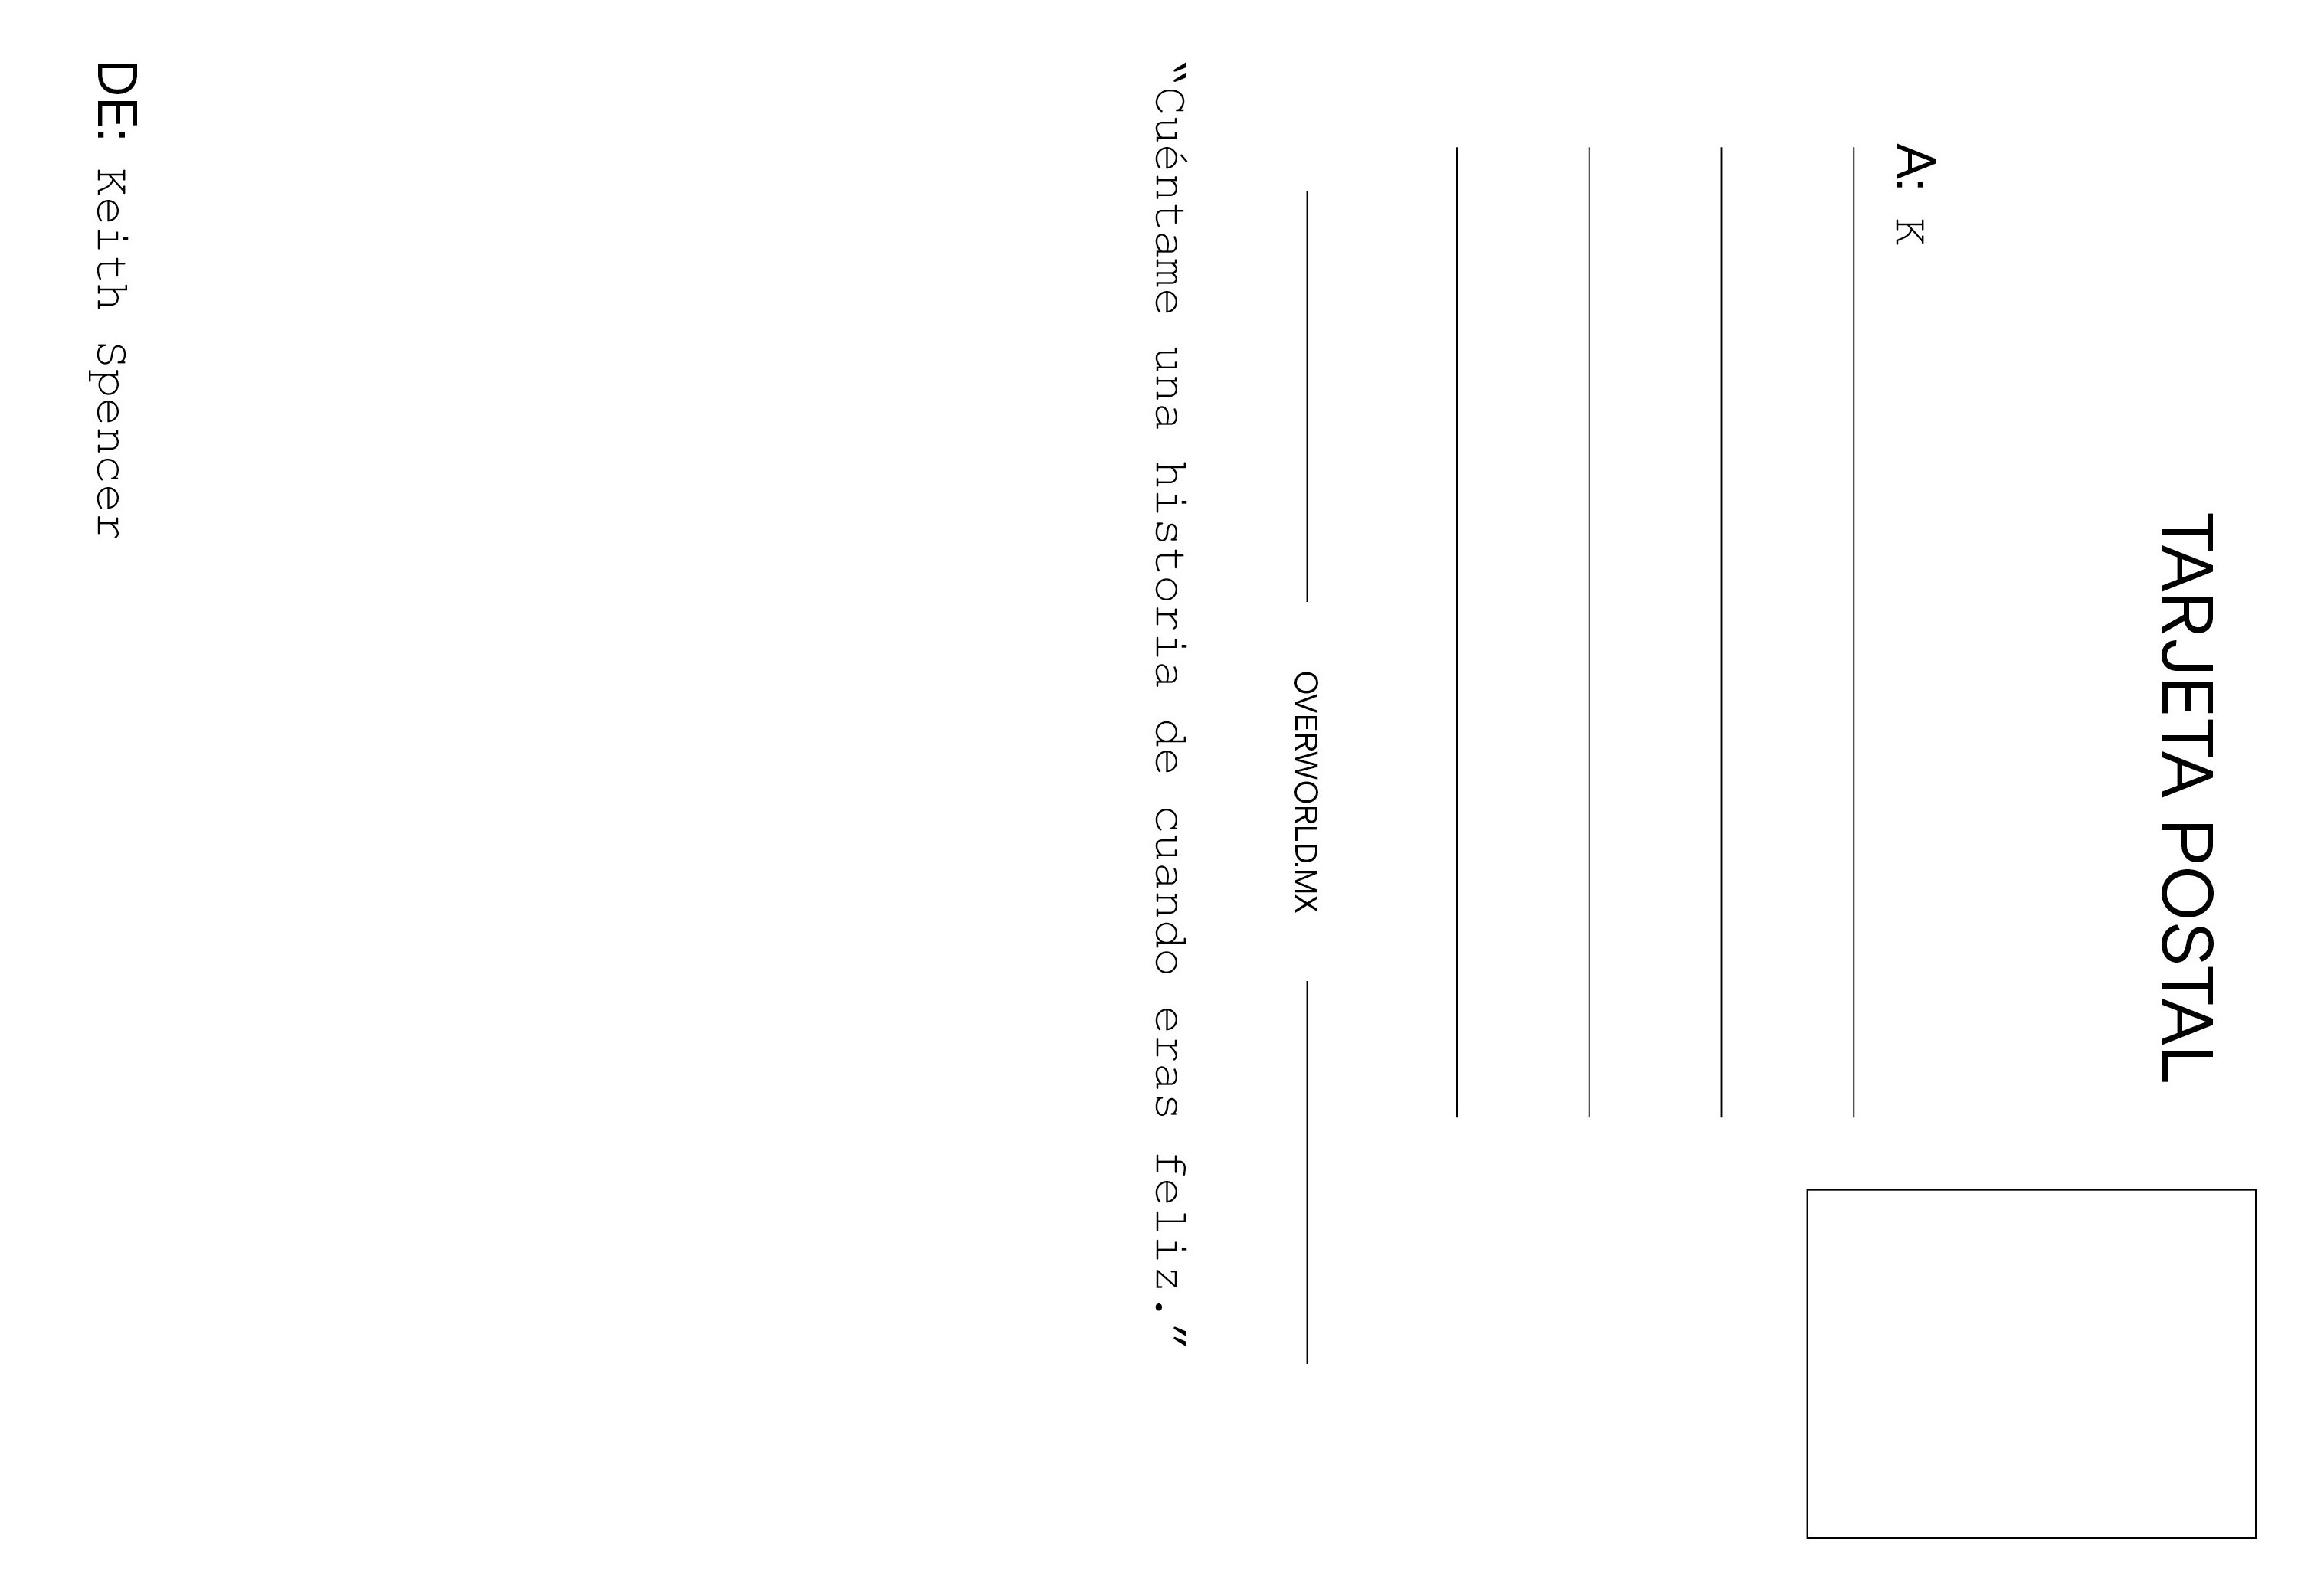 TARJETA POSTAL
A: K
OVERWORLD.MX
“Cuéntame una historia de cuando eras feliz.”
DE: Keith Spencer